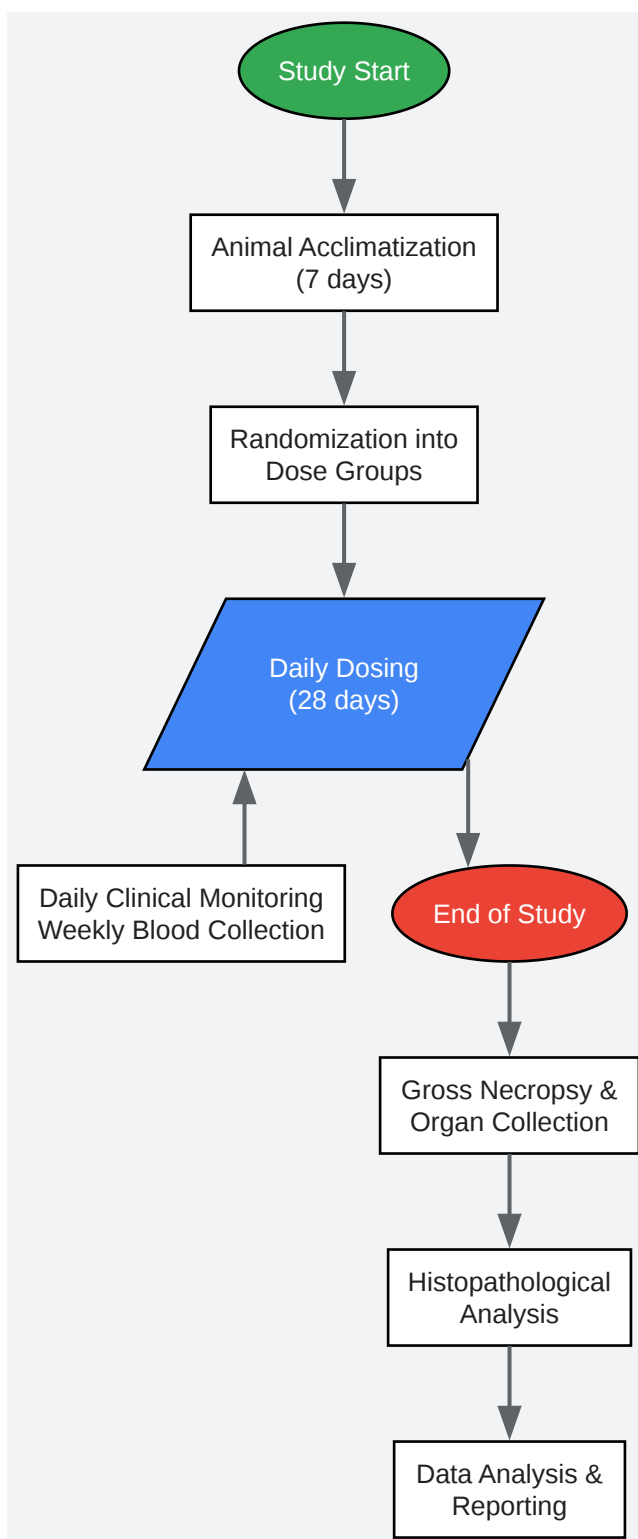 Study Start
Animal Acclimatization
(7 days)
Randomization into
Dose Groups
Daily Dosing
(28 days)
Daily Clinical Monitoring
Weekly Blood Collection
End of Study
Gross Necropsy &
Organ Collection
Histopathological
Analysis
Data Analysis &
Reporting